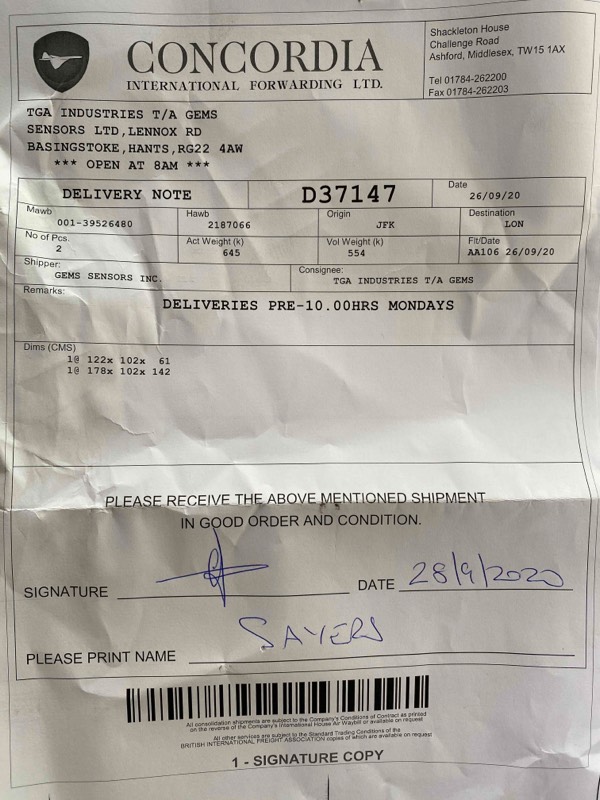 CONCORDIA
INTERNATIONAL FORWARDING LTD.
Shackleton House
Challenge Road
Ashford, Middlesex, TW15 1AX
Tel 01784-262200
Fax 01784-262203
TGA INDUSTRIES T/A GEMS
SENSORS LTD,LENNOX RD
BASINGSTOKE,HANTS,RG22 4AW
*** OPEN AT 8AM ***
DELIVERY NOTE D37147 Date 26/09/20
Mawb 001-39526480 Hawb 2187066 Origin JFK Destination LON
No of Pcs. 2 Act Weight (k) 645 Vol Weight (k) 554 Flt/Date AA106 26/09/20
Shipper: GEMS SENSORS INC. Consignee: TGA INDUSTRIES T/A GEMS
Remarks:
DELIVERIES PRE-10.00HRS MONDAYS
Dims (CMS)
1@ 122x 102x 61
1@ 178x 102x 142
PLEASE RECEIVE THE ABOVE MENTIONED SHIPMENT
IN GOOD ORDER AND CONDITION.
SIGNATURE DATE 28/9/2020
PLEASE PRINT NAME SAYERS
All consolidation shipments are subject to the Company's Conditions of Contract as printed
on the reverse of the Company's International House Air Waybill or available on request
All other services are subject to the Standard Trading Conditions of the
BRITISH INTERNATIONAL FREIGHT ASSOCIATION copies of which are available on request
1 - SIGNATURE COPY